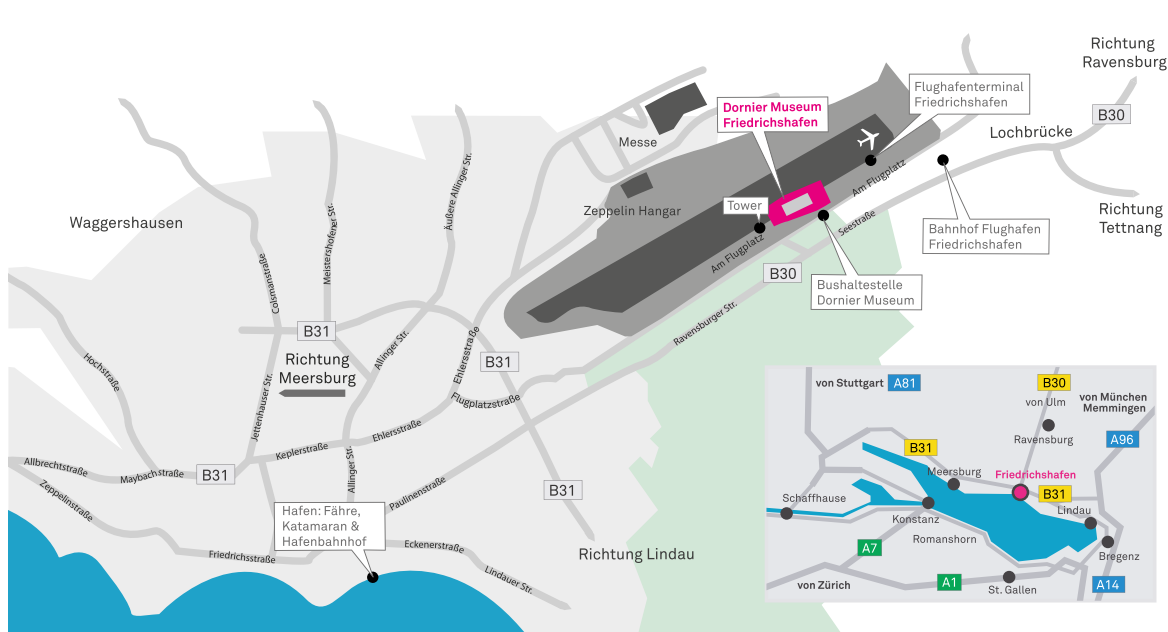 Richtung
Ravensburg
Flughafenterminal
Friedrichshafen
B30
Dornier Museum
Friedrichshafen
Lochbrücke
Messe
Äußere Allinger Str.
Am Flugplatz
Zeppelin Hangar
Tower
Richtung
Tettnang
Waggershausen
Meistershofener Str.
Seestraße
Bahnhof Flughafen
Friedrichshafen
Am Flugplatz
Colsmanstraße
B30
Bushaltestelle
Dornier Museum
Ravensburger Str.
B31
Richtung
Meersburg
Allinger Str.
Ehlersstraße
B31
Hochstraße
Jettenhauser Str.
Flugplatzstraße
Ehlersstraße
Keplerstraße
Allbrechtstraße
Maybachstraße
B31
Allinger Str.
Paulinenstraße
B31
Zeppelinstraße
Hafen: Fähre,
Katamaran &
Hafenbahnhof
Friedrichsstraße
Eckenerstraße
Lindauer Str.
Richtung Lindau
von Stuttgart
A81
B30
von Ulm
von München
Memmingen
Ravensburg
A96
B31
Meersburg
Friedrichshafen
B31
Schaffhause
Lindau
Konstanz
Romanshorn
A7
Bregenz
von Zürich
A1
St. Gallen
A14